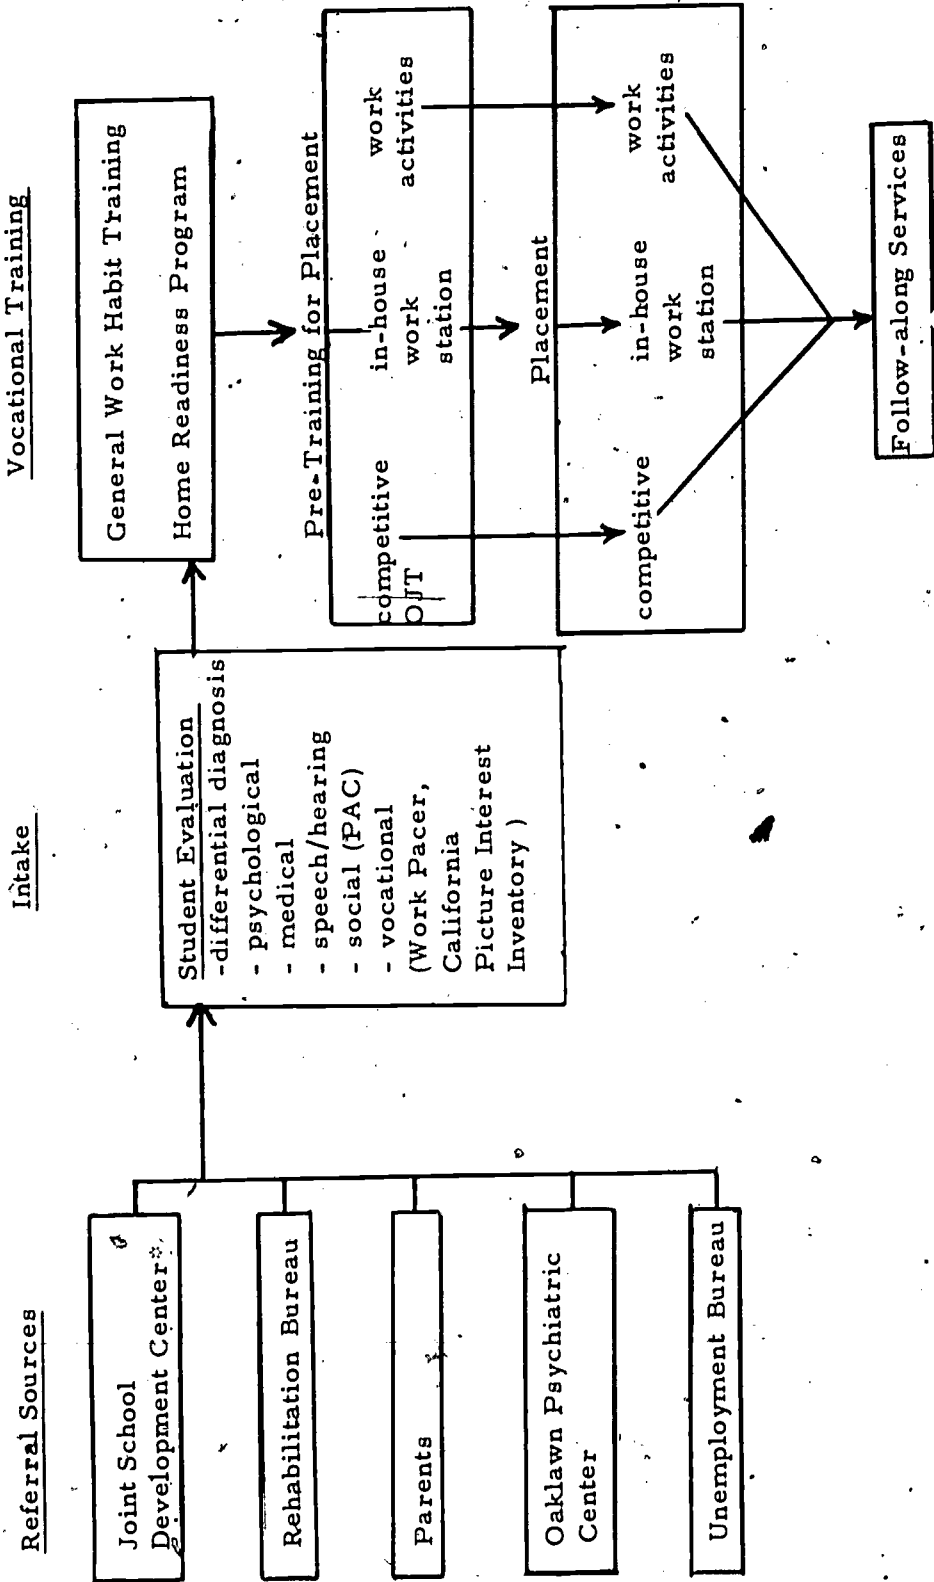 Referral Sources
Joint School
Development Center*
Rehabilitation Bureau
Parents
Oaklawn Psychiatric
Center
Unemployment Bureau
Intake
Student Evaluation
-differential diagnosis
- psychological
- medical
- speech/hearing
- social (PAC)
- vocational
(Work Pacer,
California
Picture Interest
Inventory )
Vocational Training
General Work Habit Training
Home Readiness Program
Pre-Training for Placement
competitive
OJT
in-house
work
station
work
activities
Placement
competitive
in-house
work
station
work
activities
Follow-along Services